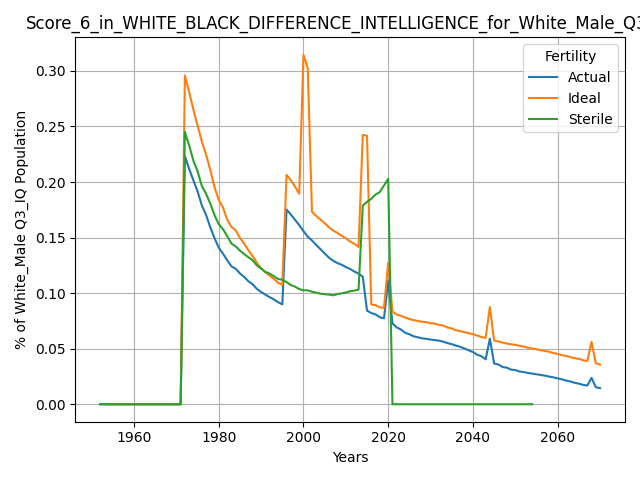 Score_6_in_WHITE_BLACK_DIFFERENCE_INTELLIGENCE_for_White_Male_Q3
Fertility
Actual
Ideal
Sterile
% of White_Male Q3_IQ Population
0.30
0.25
0.20
0.15
0.10
0.05
0.00
1960 1980 2000 2020 2040 2060
Years